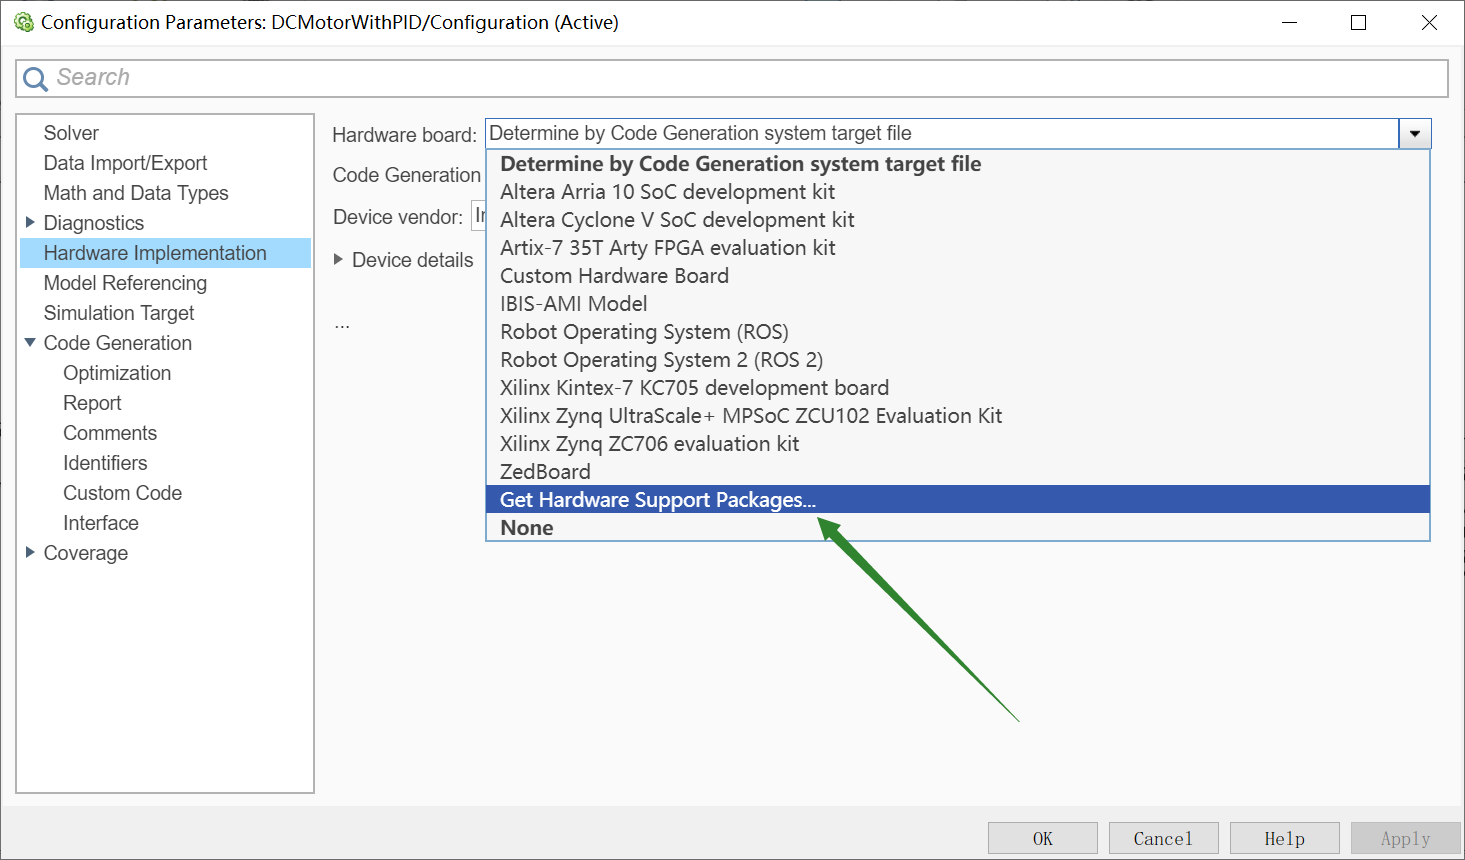 Configuration Parameters: DCMotorWithPID/Configuration (Active)
Search
Solver
Data Import/Export
Math and Data Types
Diagnostics
Hardware Implementation
Model Referencing
Simulation Target
Code Generation
Optimization
Report
Comments
Identifiers
Custom Code
Interface
Coverage
Hardware board: Determine by Code Generation system target file
Code Generation
Device vendor:
Device details
...
Determine by Code Generation system target file
Altera Arria 10 SoC development kit
Altera Cyclone V SoC development kit
Artix-7 35T Arty FPGA evaluation kit
Custom Hardware Board
IBIS-AMI Model
Robot Operating System (ROS)
Robot Operating System 2 (ROS 2)
Xilinx Kintex-7 KC705 development board
Xilinx Zynq UltraScale+ MPSoC ZCU102 Evaluation Kit
Xilinx Zynq ZC706 evaluation kit
ZedBoard
Get Hardware Support Packages...
None
OK Cancel Help Apply